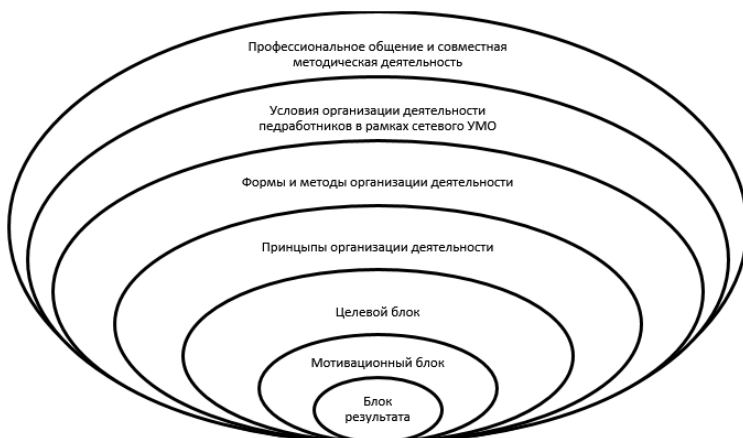 Профессиональное общение и совместная
методическая деятельность
Условия организации деятельности
педработников в рамках сетевого УМО
Формы и методы организации деятельности
Принцыпы организации деятельности
Целевой блок
Мотивационный блок
Блок
результата